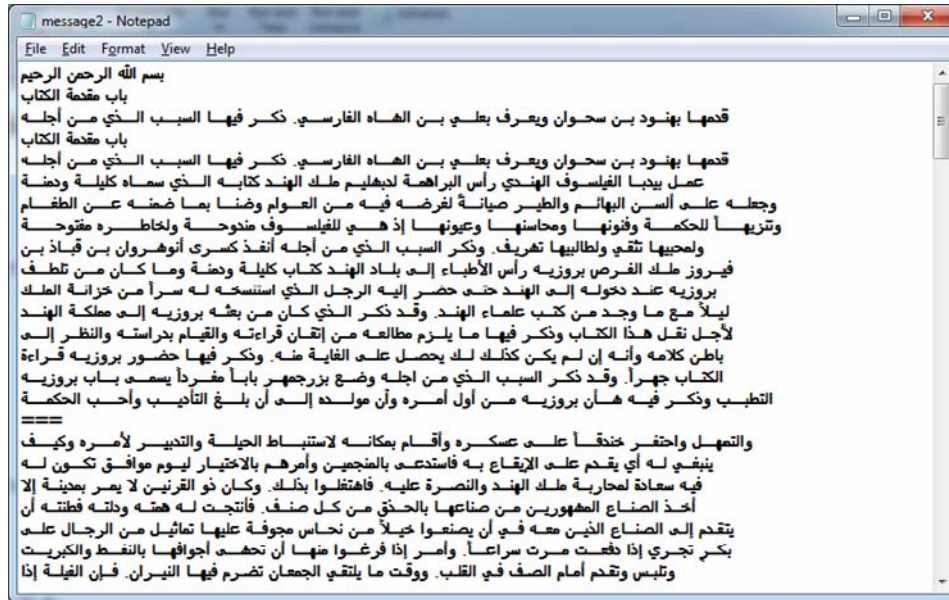 message2 - Notepad
File Edit Format View Help
بسم الله الرحمن الرحيم
باب مقدمة الكتاب
قدمها بهنود بن سحوان ويعرف بعلي بن الشاه الفارسي. ذكر فيها السبب الذي من أجله
باب مقدمة الكتاب
قدمها بهنود بن سحوان ويعرف بعلي بن الشاه الفارسي. ذكر فيها السبب الذي من أجله
عمل بيدبا الفيلسوف الهندي رأس البراهمة لدبشليم ملك الهند كتابه الذي سماه كليلة ودمنة
وجعله على ألسن البهائم والطير صيانةً لغرضه فيه من العوام وضنا بما ضمنه عن الطغام
وتنزيهاً للحكمة وفنونها ومحاسنها وعيونها إذ هي للفيلسوف مندوحة ولخاطره مفتوحة
ولمحبيها تثقي ولطالبيها تشريف. وذكر السبب الذي من أجله أنفذ كسرى أنوشروان بن قباذ بن
فيروز ملك الفرص بروزيه رأس الأطباء إلى بلاد الهند كتاب كليلة ودمنة وما كان من تلطف
بروزيه عند دخوله إلى الهند حتى حضر إليه الرجل الذي استنسخه له سراً من خزانة الملك
ليلاً مع ما وجد من كتب علماء الهند. وقد ذكر الذي كان من بعثه بروزيه إلى مملكة الهند
لأجل نقل هذا الكتاب وذكر فيها ما يلزم مطالعه من إتقان قراءته والقيام بدراسته والنظر إلى
باطن كلامه وأنه إن لم يكن كذلك لك يحصل على الغاية منه. وذكر فيها حضور بروزيه قراءة
الكتاب جهراً. وقد ذكر السبب الذي من اجله وضع بزرجمهر باباً مفرداً يسمى باب بروزيه
التطبب وذكر فيه شأن بروزيه من أول أمره وآن مولده إلى أن بلغ التأديب وأحب الحكمة
===
والتمهل واحتفر خندقاً على عسكره وأقام بمكانه لاستنباط الحيلة والتدبير لأمره وكيف
ينبغي له أي يقدم على الإيقاع به فاستدعى بالمنجمين وأمرهم بالاختيار ليوم موافق تكون له
فيه سعادة لمحاربة ملك الهند والنصرة عليه. فاشتغلوا بذلك. وكان ذو القرنين لا يمر بمدينة إلا
أخذ الصناع المشهورين من صناعها بالحذق من كل صنف. فأنتجت له همته ودلته فطنته أن
يتقدم إلى الصناع الذين معه في أن يصنعوا خيلاً من نحاس مجوفة عليها تماثيل من الرجال على
بكر تجري إذا دفعت مرت سراعاً. وأمر إذا فرغوا منها أن تحشى أجوافها بالنفط والكبريت
وتلبس وتقدم أمام الصف في القلب. ووقت ما يلتقي الجمعان تضرم فيها النيران. فإن الفيلة إذا